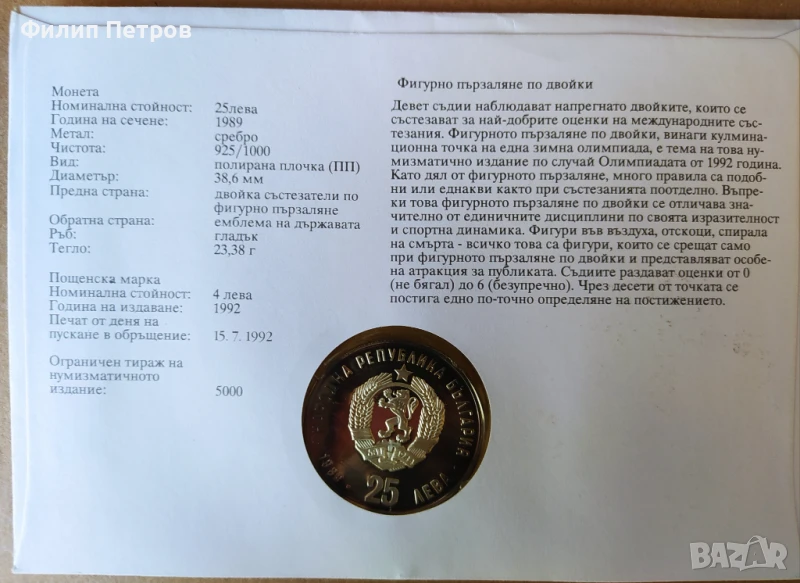 Филип Петров
Монета
Номинална стойност: 25лева
Година на сечене: 1989
Метал: сребро
Чистота: 925/1000
Вид: полирана плочка (ПП)
Диаметър: 38,6 мм
Предна страна: двойка състезатели по
фигурно пързаляне
Обратна страна: емблема на държавата
Ръб: гладък
Тегло: 23,38 г
Пощенска марка
Номинална стойност: 4 лева
Година на издаване: 1992
Печат от деня на
пускане в обръщение: 15. 7. 1992
Ограничен тираж на
нумизматичното
издание: 5000
Фигурно пързаляне по двойки
Девет съдии наблюдават напрегнато двойките, които се
състезават за най-добрите оценки на международните със-
тезания. Фигурното пързаляне по двойки, винаги кулмина-
ционна точка на една зимна олимпиада, е тема на това ну-
мизматично издание по случай Олимпиадата от 1992 година.
Като дял от фигурното пързаляне, много правила са подоб-
ни или еднакви както при състезанията поотделно. Въпре-
ки това фигурното пързаляне по двойки се отличава зна-
чително от единичните дисциплини по своята изразителност
и спортна динамика. Фигури във въздуха, отскоци, спирала
на смърта - всичко това са фигури, които се срещат само
при фигурното пързаляне по двойки и представляват особе-
на атракция за публиката. Съдиите раздават оценки от 0
(не бягал) до 6 (безупречно). Чрез десети от точката се
постига едно по-точно определяне на постижението.
РЕПУБЛИКА БЪЛГАРИЯ
1989
25
ЛЕВА
BAZAR